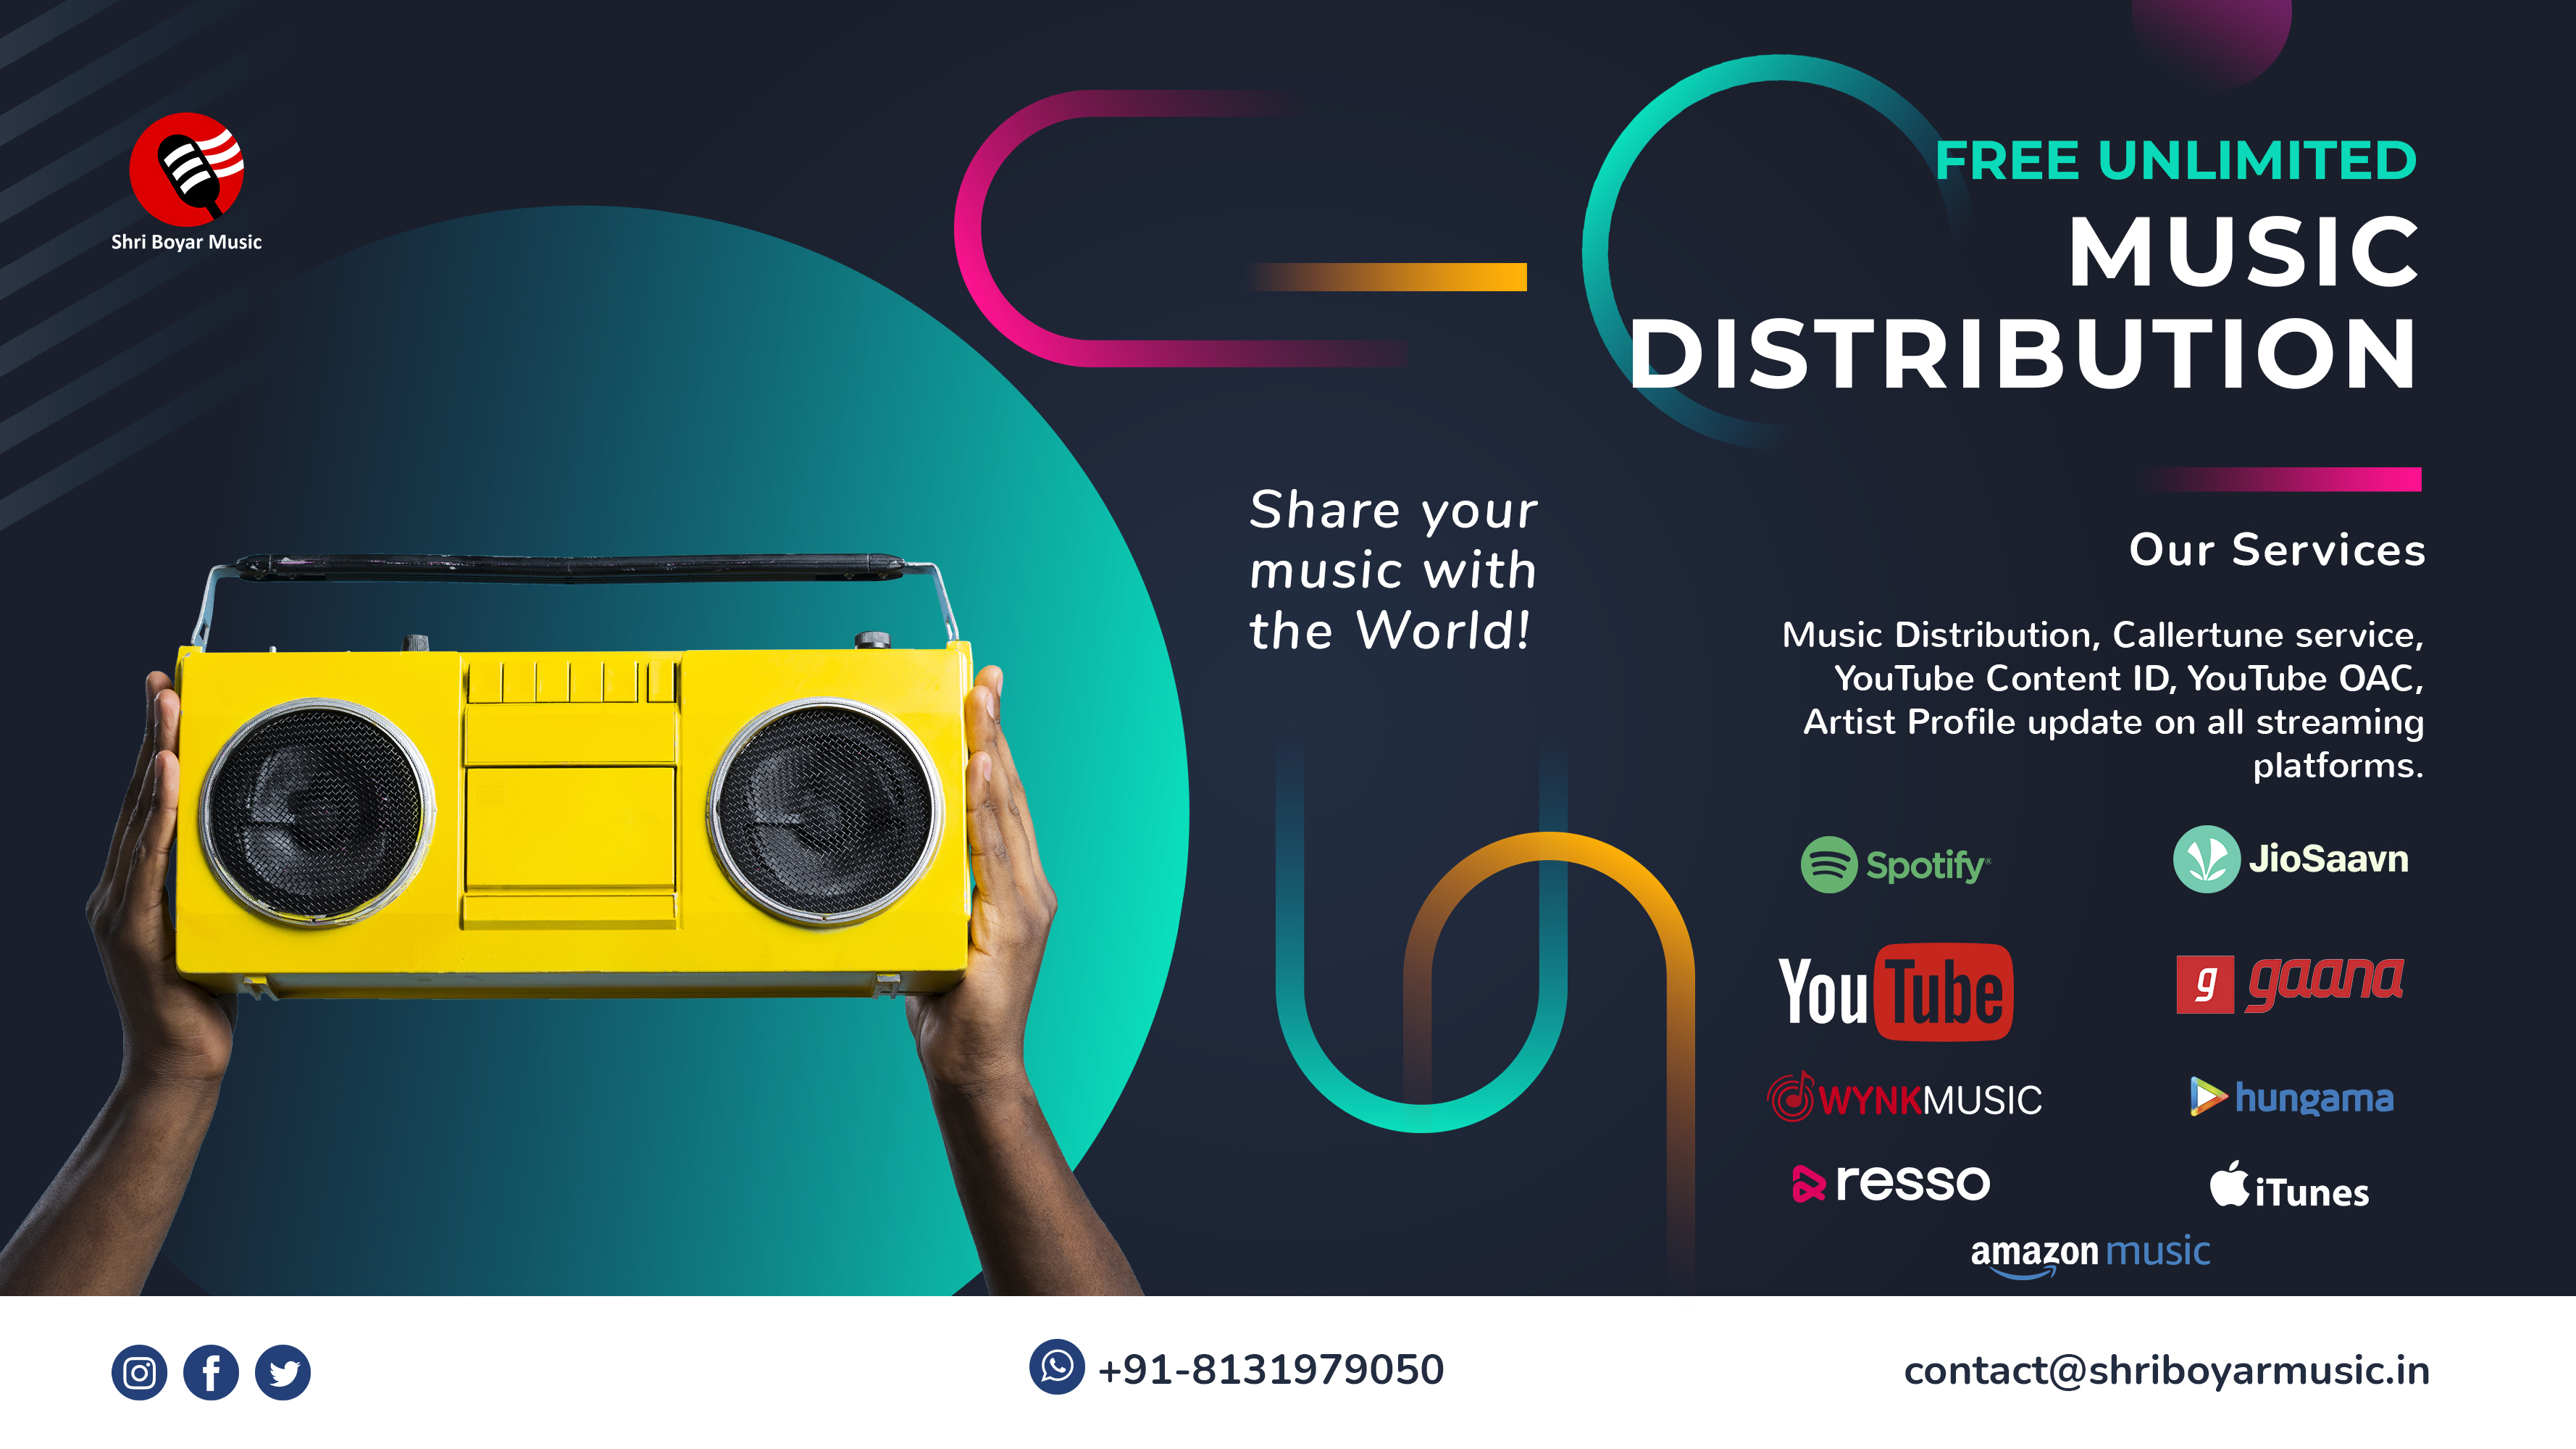 Shri Boyar Music
FREE UNLIMITED
MUSIC
DISTRIBUTION
Share your
music with
the World!
Our Services
Music Distribution, Callertune service,
YouTube Content ID, YouTube OAC,
Artist Profile update on all streaming
platforms.
Spotify®
JioSaavn
YouTube
g gaana
WYNKMUSIC
hungama
resso
iTunes
amazon music
+91-8131979050
contact@shriboyarmusic.in